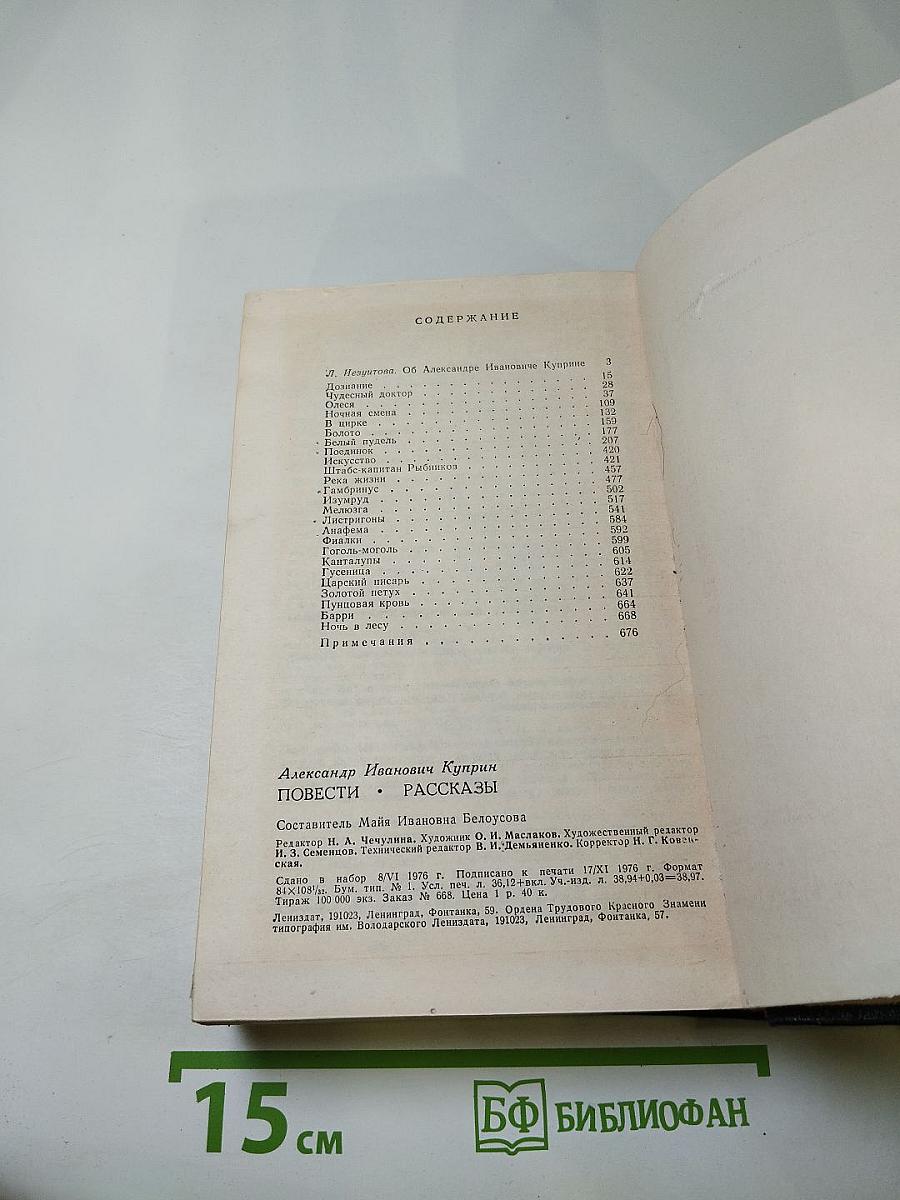 СОДЕРЖАНИЕ
Л. Иезуитова. Об Александре Ивановиче Куприне 3
Дознание . . . . . . . . . . 15
Чудесный доктор . . . . . . . . . . 28
Олеся . . . . . . . . . . 37
Ночная смена . . . . . . . . . . 109
В цирке . . . . . . . . . . 132
Болото . . . . . . . . . . 159
Белый пудель . . . . . . . . . . 177
Поединок . . . . . . . . . . 207
Искусство . . . . . . . . . . 420
Штабс-капитан Рыбников . . . . . . . . . . 421
Река жизни . . . . . . . . . . 457
Гамбринус . . . . . . . . . . 477
Изумруд . . . . . . . . . . 502
Мелюзга . . . . . . . . . . 517
Листригоны . . . . . . . . . . 541
Анафема . . . . . . . . . . 584
Фиалки . . . . . . . . . . 592
Гоголь-моголь . . . . . . . . . . 599
Канталупы . . . . . . . . . . 605
Гусеница . . . . . . . . . . 614
Царский писарь . . . . . . . . . . 622
Золотой петух . . . . . . . . . . 637
Пунцовая кровь . . . . . . . . . . 641
Барри . . . . . . . . . . 664
Ночь в лесу . . . . . . . . . . 668
Примечания . . . . . . . . . . 676
Александр Иванович Куприн
ПОВЕСТИ • РАССКАЗЫ
Составитель Майя Ивановна Белоусова
Редактор Н. А. Чечулина. Художник О. И. Маслаков. Художественный редактор
И. З. Семенцов. Технический редактор В. И. Демьяненко. Корректор Н. Г. Ковен-
ская.
Сдано в набор 8/VI 1976 г. Подписано к печати 17/XI 1976 г. Формат
84×108¹/₃₂. Бум. тип. № 1. Усл. печ. л. 36,12+вкл. Уч.-изд. л. 38,94+0,03=38,97.
Тираж 100 000 экз. Заказ № 668. Цена 1 р. 40 к.
Лениздат, 191023, Ленинград, Фонтанка, 59. Ордена Трудового Красного Знамени
типография им. Володарского Лениздата, 191023, Ленинград, Фонтанка, 57.
15 см
БФ БИБЛИОФАН